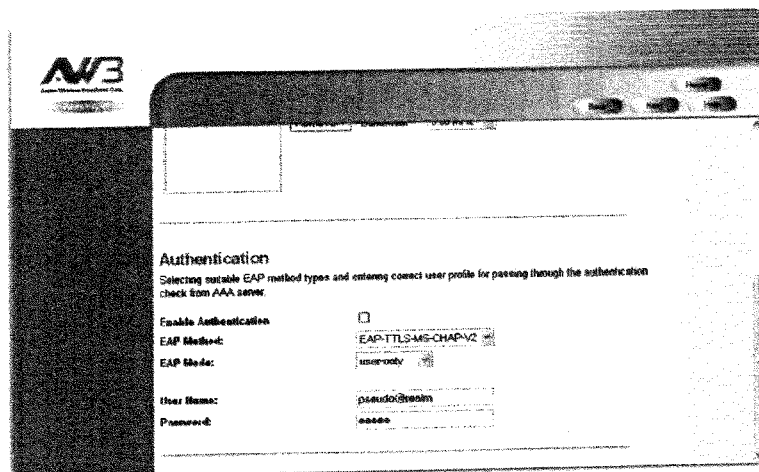 AW3
Authentication
Selecting suitable EAP method types and entering correct user profile for passing through the authentication
check from AAA server.
Enable Authentication
EAP Method: EAP-TTLS-MS-CHAP-V2
EAP Mode: user-only
User Name: pseudo@realm
Password: